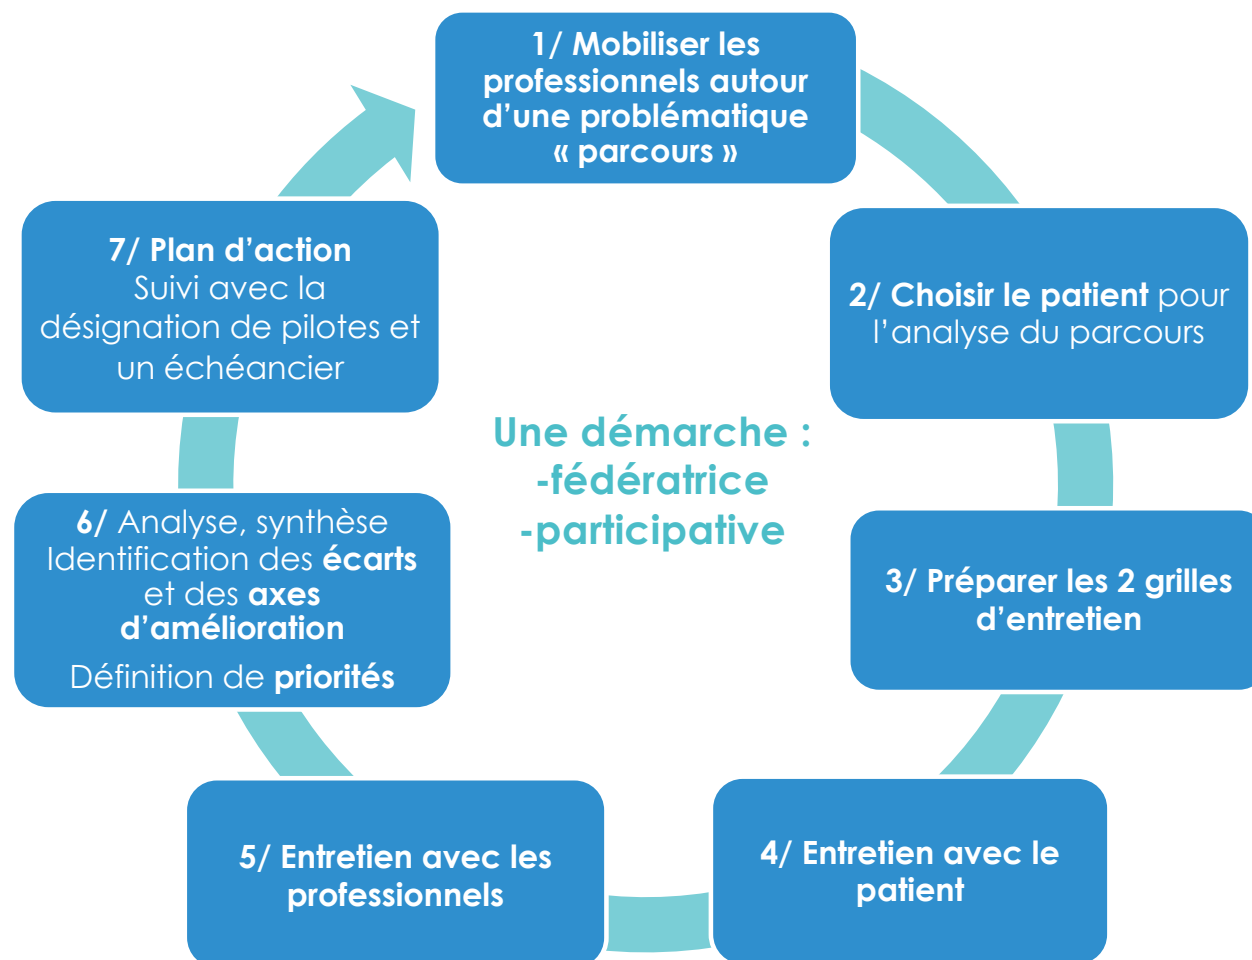 1/ Mobiliser les
professionnels autour
d’une problématique
« parcours »
2/ Choisir le patient pour
l’analyse du parcours
3/ Préparer les 2 grilles
d’entretien
4/ Entretien avec le
patient
5/ Entretien avec les
professionnels
6/ Analyse, synthèse
Identification des écarts
et des axes
d’amélioration
Définition de priorités
7/ Plan d’action
Suivi avec la
désignation de pilotes et
un échéancier
Une démarche :
-fédératrice
-participative